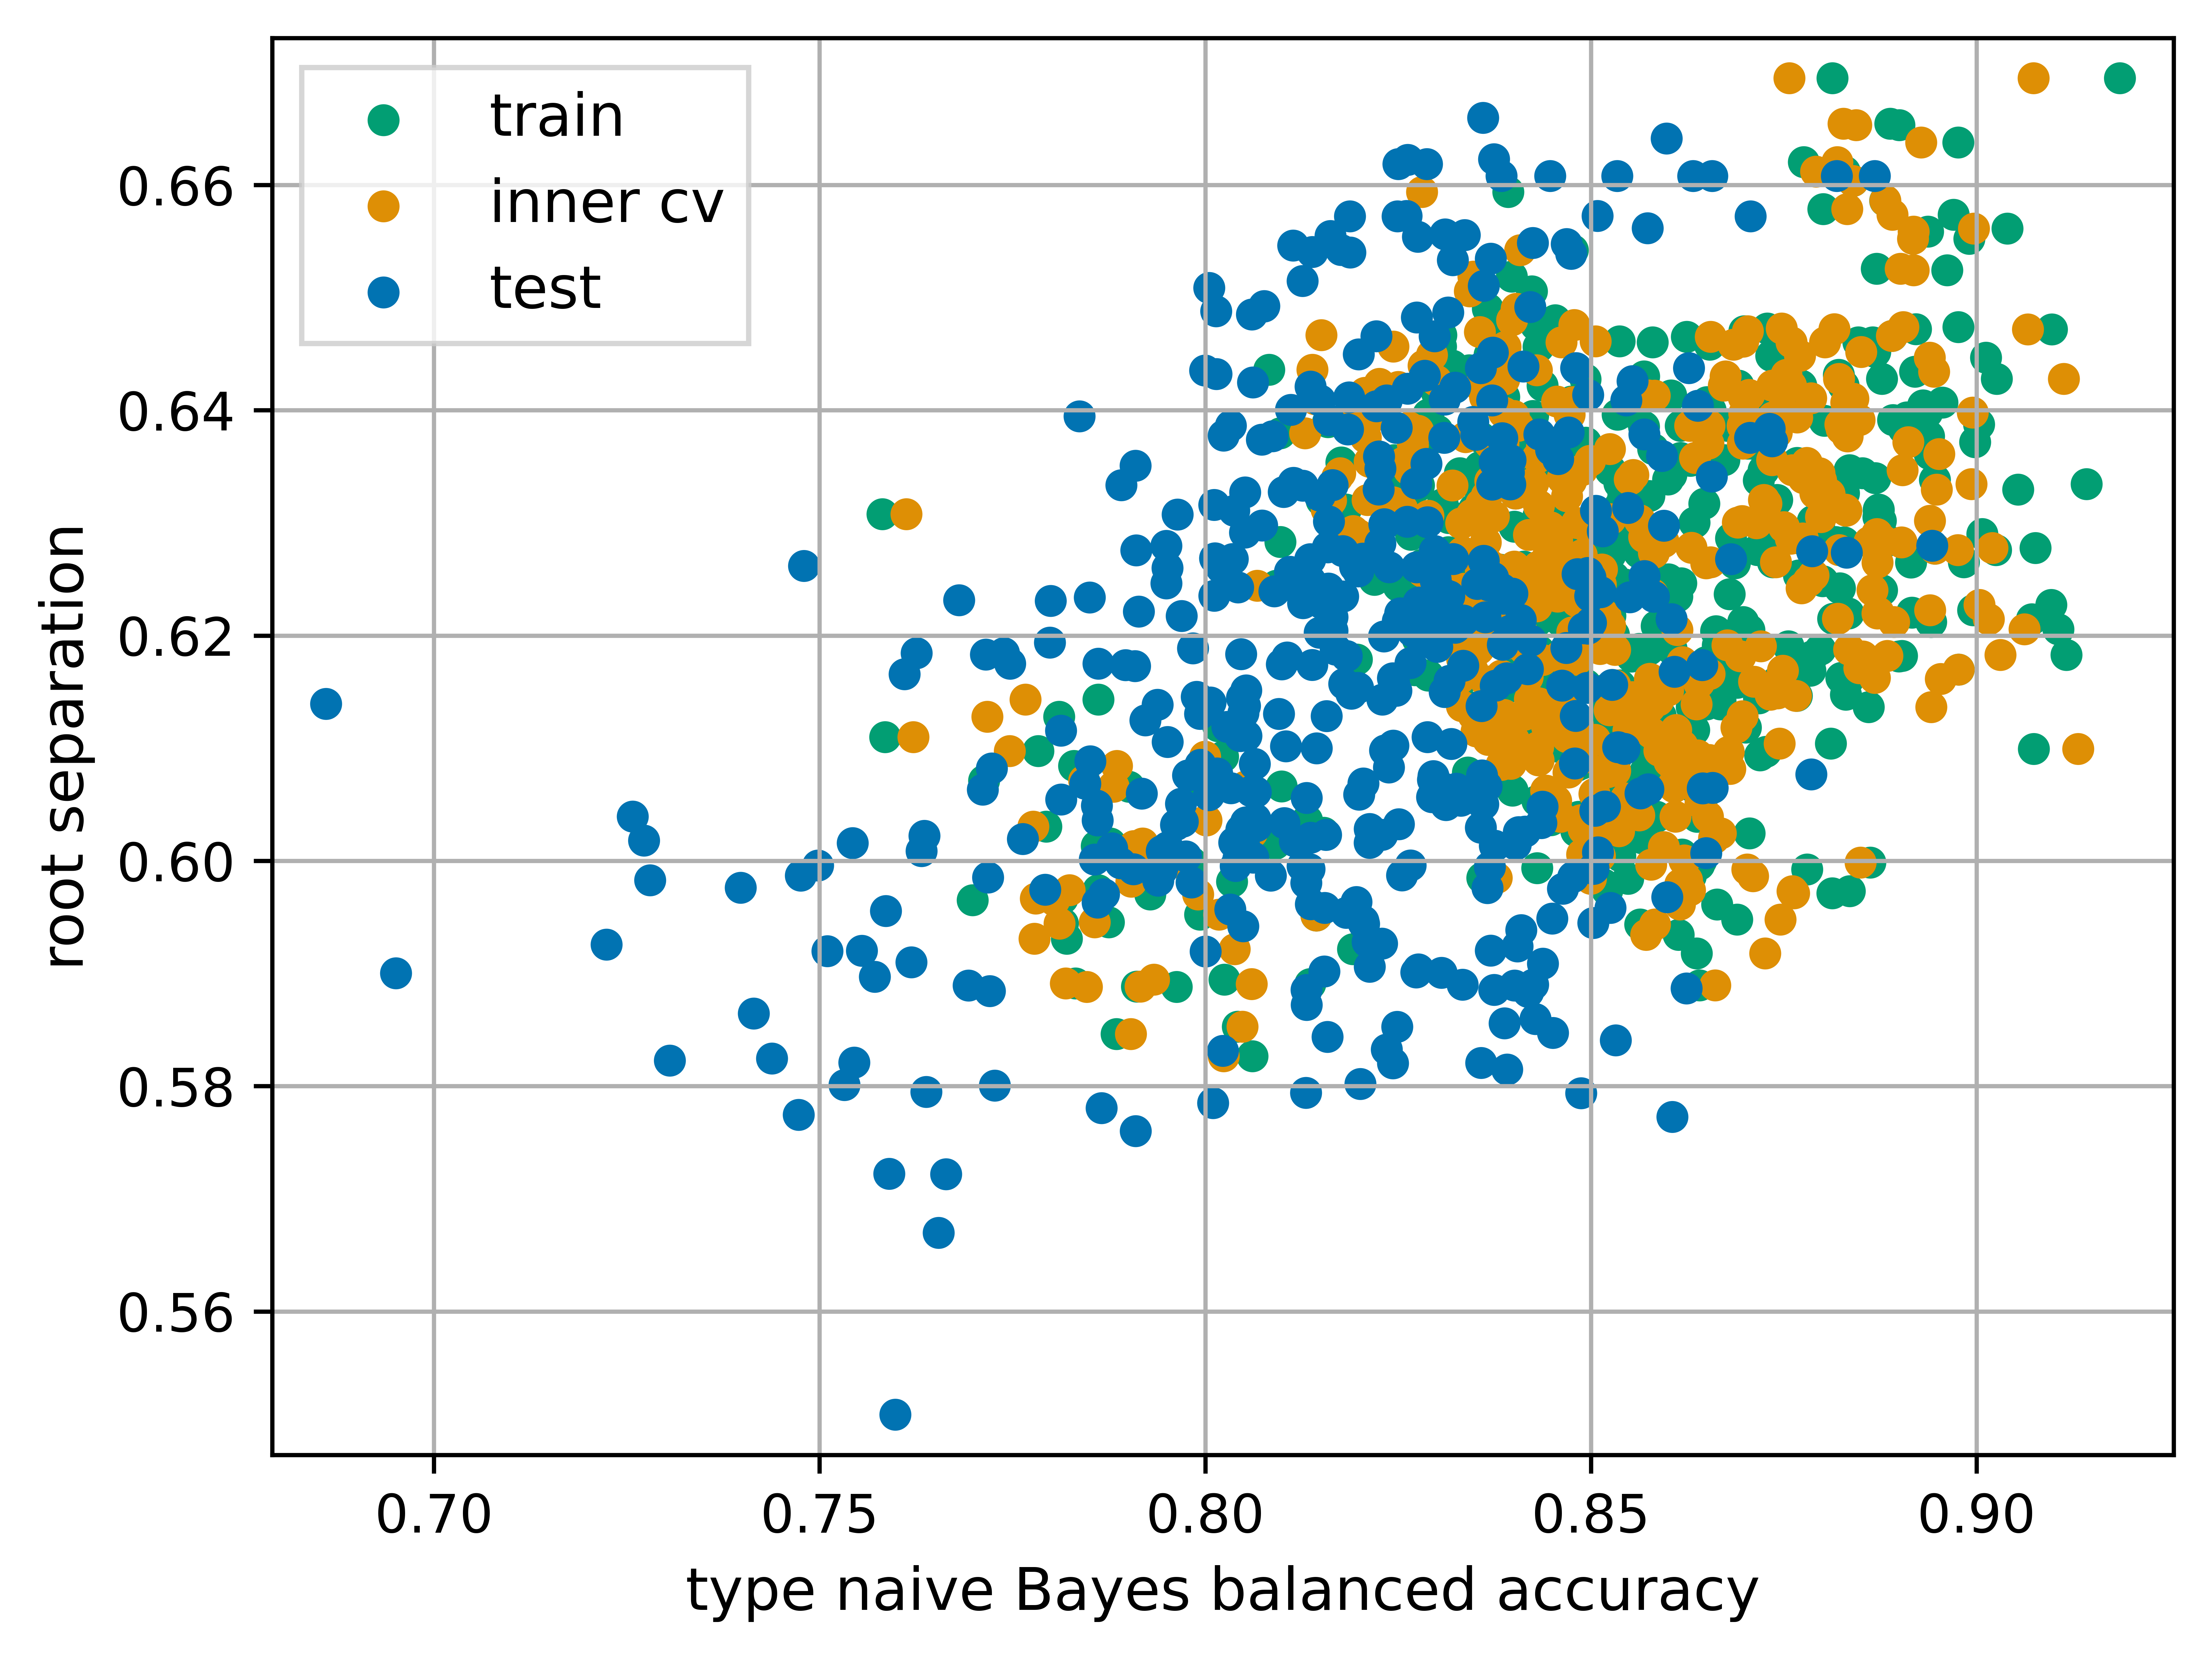 train
inner cv
test
0.66
0.64
0.62
0.60
0.58
0.56
root separation
0.70 0.75 0.80 0.85 0.90
type naive Bayes balanced accuracy